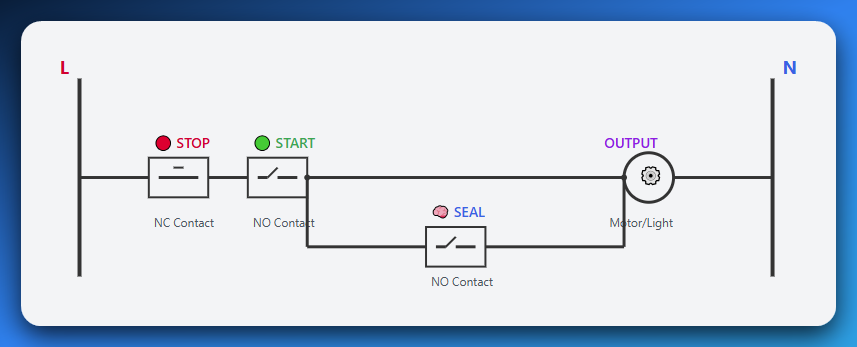 L
N
STOP
START
OUTPUT
NC Contact
NO Contact
SEAL
Motor/Light
NO Contact